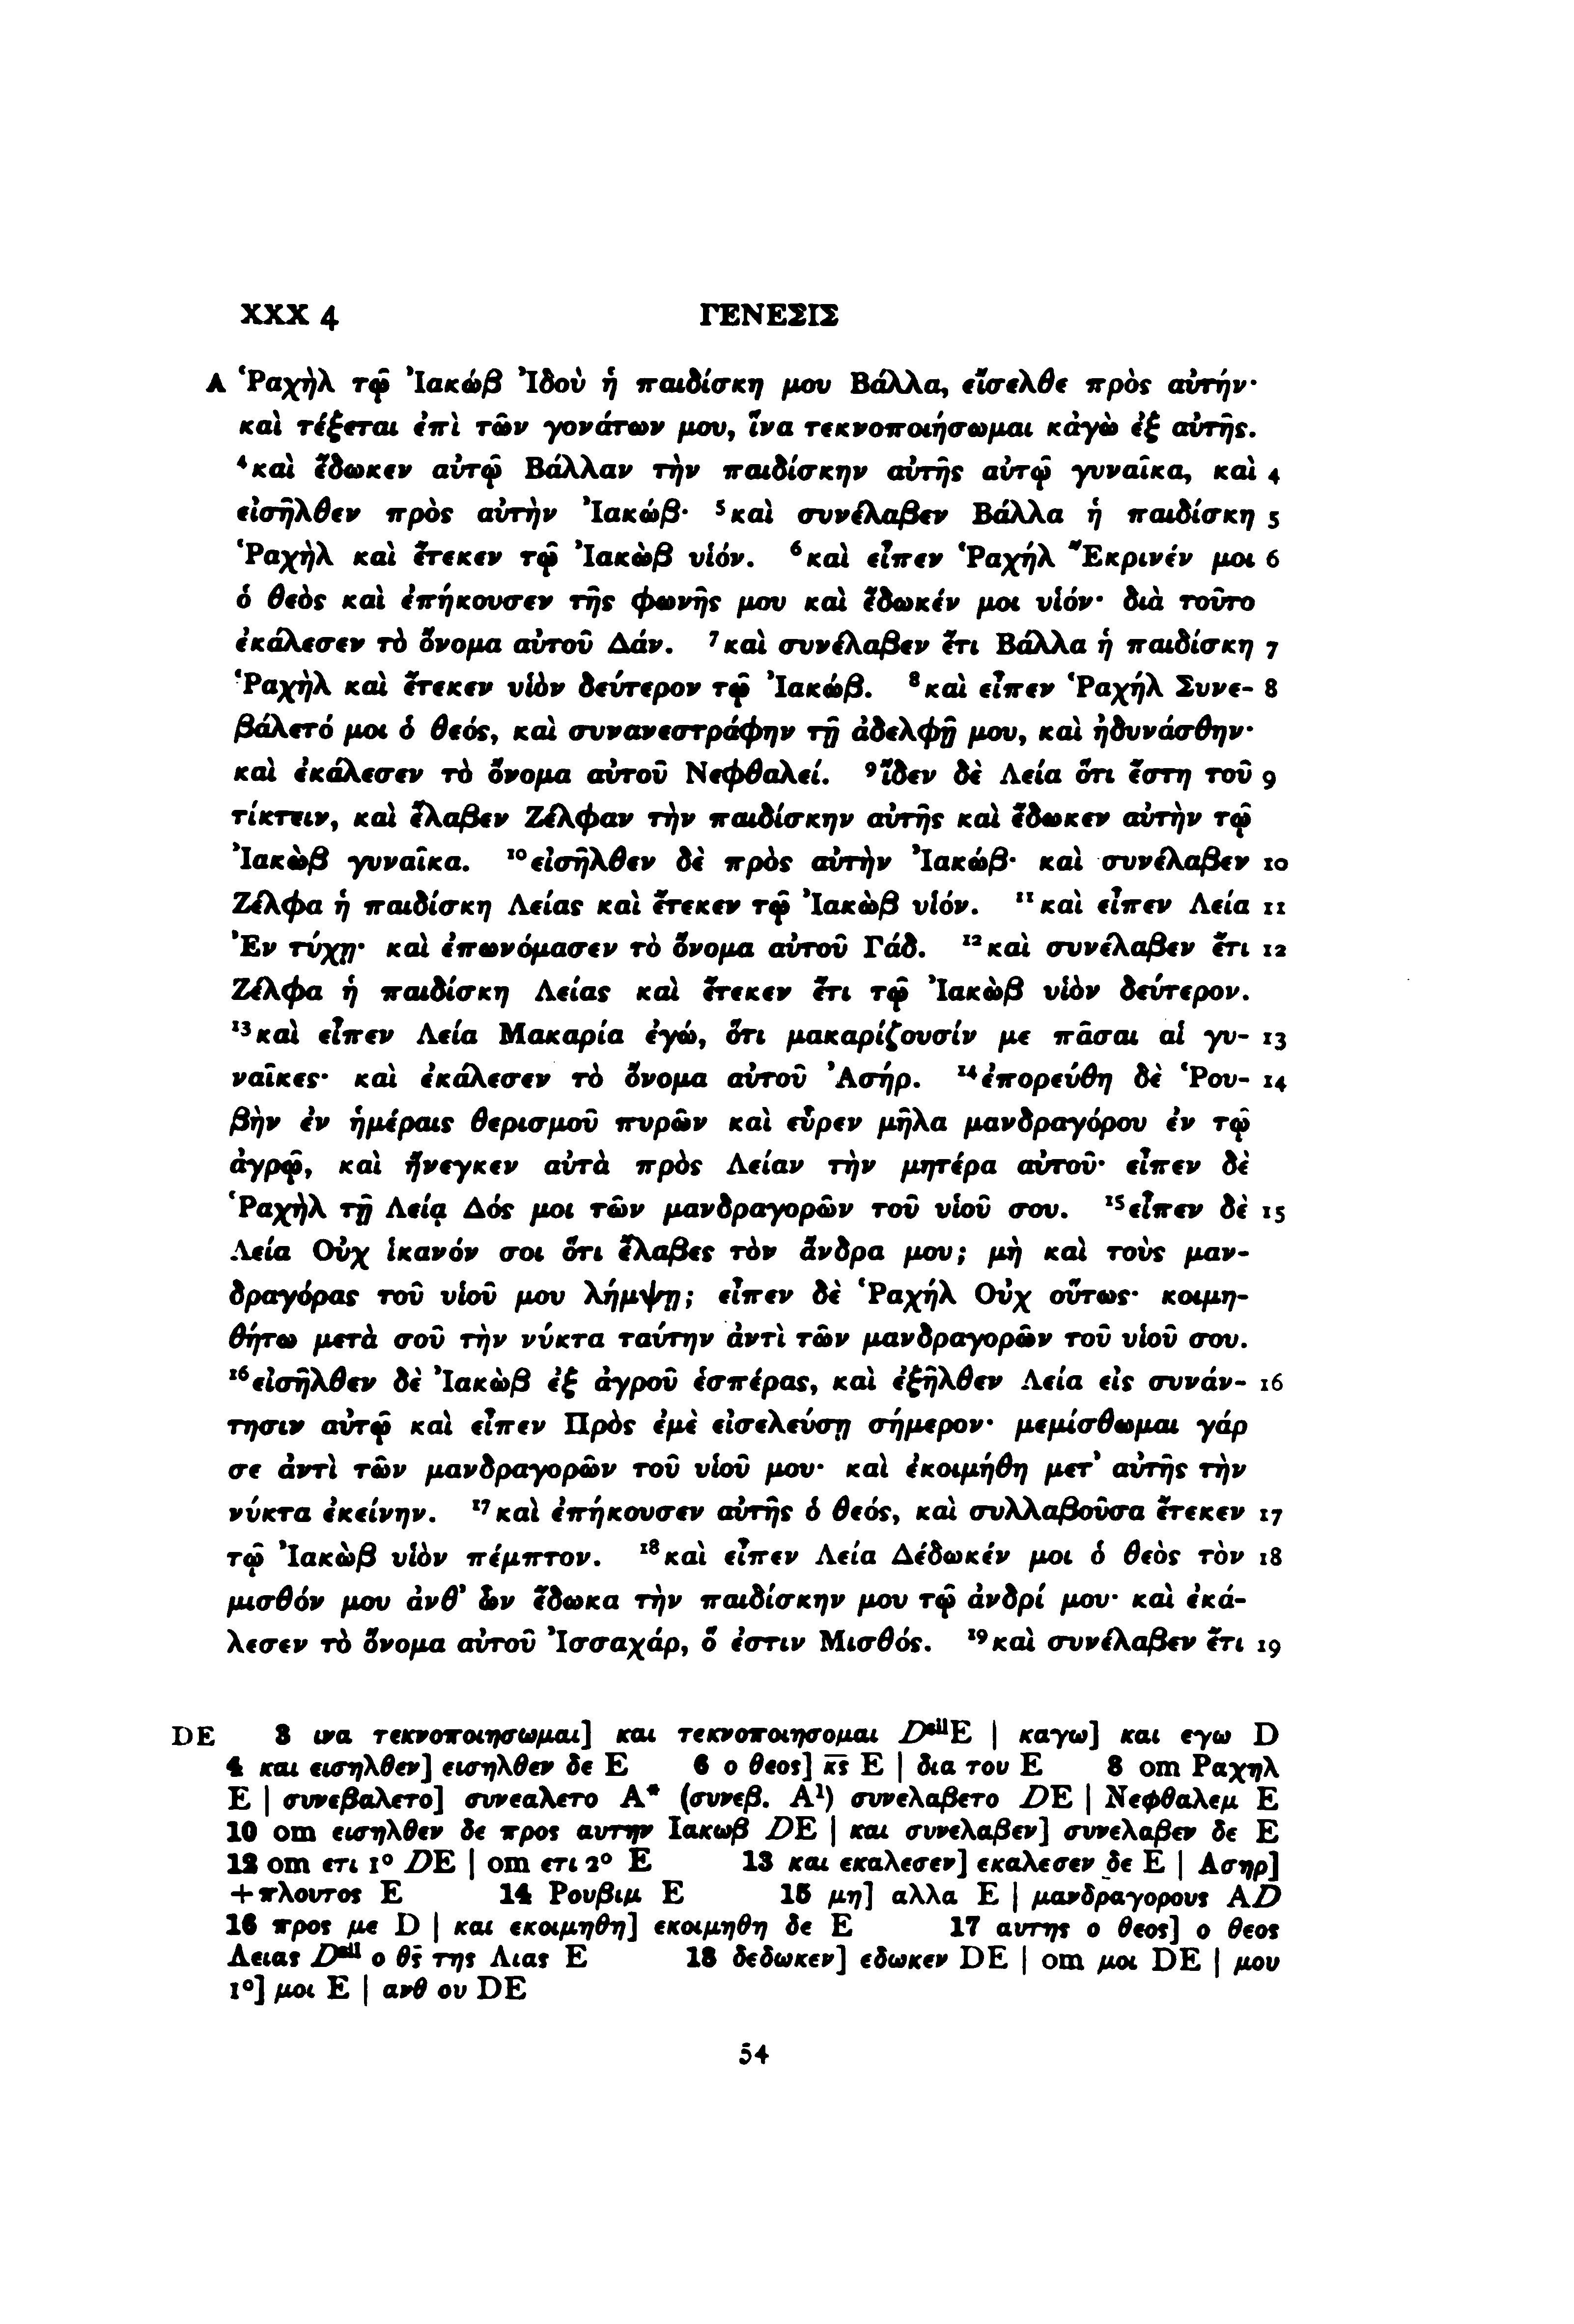 XXX 4 ΓΕΝΕΣΙΣ
A Ῥαχὴλ τῷ Ἰακώβ Ἰδοὺ ἡ παιδίσκη μου Βάλλα, εἴσελθε πρὸς αὐτήν·
καὶ τέξεται ἐπὶ τῶν γονάτων μου, ἵνα τεκνοποιήσωμαι κἀγὼ ἐξ αὐτῆς.
⁴καὶ ἔδωκεν αὐτῷ Βάλλαν τὴν παιδίσκην αὐτῆς αὐτῷ γυναῖκα, καὶ 4
εἰσῆλθεν πρὸς αὐτὴν Ἰακώβ· ⁵καὶ συνέλαβεν Βάλλα ἡ παιδίσκη 5
Ῥαχὴλ καὶ ἔτεκεν τῷ Ἰακὼβ υἱόν. ⁶καὶ εἶπεν Ῥαχήλ Ἔκρινέν μοι 6
ὁ θεὸς καὶ ἐπήκουσεν τῆς φωνῆς μου καὶ ἔδωκέν μοι υἱόν· διὰ τοῦτο
ἐκάλεσεν τὸ ὄνομα αὐτοῦ Δάν. ⁷καὶ συνέλαβεν ἔτι Βάλλα ἡ παιδίσκη 7
Ῥαχὴλ καὶ ἔτεκεν υἱὸν δεύτερον τῷ Ἰακώβ. ⁸καὶ εἶπεν Ῥαχήλ Συνε- 8
βάλετό μοι ὁ θεός, καὶ συνανεστράφην τῇ ἀδελφῇ μου, καὶ ἠδυνάσθην·
καὶ ἐκάλεσεν τὸ ὄνομα αὐτοῦ Νεφθαλεί. ⁹ἴδεν δὲ Λεία ὅτι ἔστη τοῦ 9
τίκτειν, καὶ ἔλαβεν Ζέλφαν τὴν παιδίσκην αὐτῆς καὶ ἔδωκεν αὐτὴν τῷ
Ἰακὼβ γυναῖκα. ¹⁰εἰσῆλθεν δὲ πρὸς αὐτὴν Ἰακώβ· καὶ συνέλαβεν 10
Ζέλφα ἡ παιδίσκη Λείας καὶ ἔτεκεν τῷ Ἰακὼβ υἱόν. ¹¹καὶ εἶπεν Λεία 11
Ἐν τύχῃ· καὶ ἐπωνόμασεν τὸ ὄνομα αὐτοῦ Γάδ. ¹²καὶ συνέλαβεν ἔτι 12
Ζέλφα ἡ παιδίσκη Λείας καὶ ἔτεκεν ἔτι τῷ Ἰακὼβ υἱὸν δεύτερον.
¹³καὶ εἶπεν Λεία Μακαρία ἐγώ, ὅτι μακαρίζουσίν με πᾶσαι αἱ γυ- 13
ναῖκες· καὶ ἐκάλεσεν τὸ ὄνομα αὐτοῦ Ἀσήρ. ¹⁴ἐπορεύθη δὲ Ῥου- 14
βὴν ἐν ἡμέραις θερισμοῦ πυρῶν καὶ εὗρεν μῆλα μανδραγόρου ἐν τῷ
ἀγρῷ, καὶ ἤνεγκεν αὐτὰ πρὸς Λείαν τὴν μητέρα αὐτοῦ· εἶπεν δὲ
Ῥαχὴλ τῇ Λείᾳ Δός μοι τῶν μανδραγορῶν τοῦ υἱοῦ σου. ¹⁵εἶπεν δὲ 15
Λεία Οὐχ ἱκανόν σοι ὅτι ἔλαβες τὸν ἄνδρα μου; μὴ καὶ τοὺς μαν-
δραγόρας τοῦ υἱοῦ μου λήμψῃ; εἶπεν δὲ Ῥαχήλ Οὐχ οὕτως· κοιμη-
θήτω μετὰ σοῦ τὴν νύκτα ταύτην ἀντὶ τῶν μανδραγορῶν τοῦ υἱοῦ σου.
¹⁶εἰσῆλθεν δὲ Ἰακὼβ ἐξ ἀγροῦ ἑσπέρας, καὶ ἐξῆλθεν Λεία εἰς συνάν- 16
τησιν αὐτῷ καὶ εἶπεν Πρὸς ἐμὲ εἰσελεύσῃ σήμερον· μεμίσθωμαι γάρ
σε ἀντὶ τῶν μανδραγορῶν τοῦ υἱοῦ μου· καὶ ἐκοιμήθη μετ᾽ αὐτῆς τὴν
νύκτα ἐκείνην. ¹⁷καὶ ἐπήκουσεν αὐτῆς ὁ θεός, καὶ συλλαβοῦσα ἔτεκεν 17
τῷ Ἰακὼβ υἱὸν πέμπτον. ¹⁸καὶ εἶπεν Λεία Δέδωκέν μοι ὁ θεὸς τὸν 18
μισθόν μου ἀνθ᾽ ὧν ἔδωκα τὴν παιδίσκην μου τῷ ἀνδρί μου· καὶ ἐκά-
λεσεν τὸ ὄνομα αὐτοῦ Ἰσσαχάρ, ὅ ἐστιν Μισθός. ¹⁹καὶ συνέλαβεν ἔτι 19
DE 3 ινα τεκνοποιησωμαι] και τεκνοποιησομαι Dˢⁱˡ E | καγω] και εγω D
4 και εισηλθεν] εισηλθεν δε E 6 ο θεος] κ̅ς̅ E | δια του E 8 om Ραχηλ
E | συνεβαλετο] συνεαλετο A* (συνεβ. A¹) συνελαβετο DE | Νεφθαλεμ E
10 om εισηλθεν δε προς αυτην Ιακωβ DE | και συνελαβεν] συνελαβεν δε E
12 om ετι 1° DE | om ετι 2° E 13 και εκαλεσεν] εκαλεσεν δε E | Ασηρ]
+πλουτος E 14 Ρουβιμ E 15 μη] αλλα E | μανδραγορους AD
16 προς με D | και εκοιμηθη] εκοιμηθη δε E 17 αυτης ο θεος] ο θεος
Λειας Dˢⁱˡ ο θ̅ς̅ της Λιας E 18 δεδωκεν] εδωκεν DE | om μοι DE | μου
1°] μοι E | ανθ ου DE
54